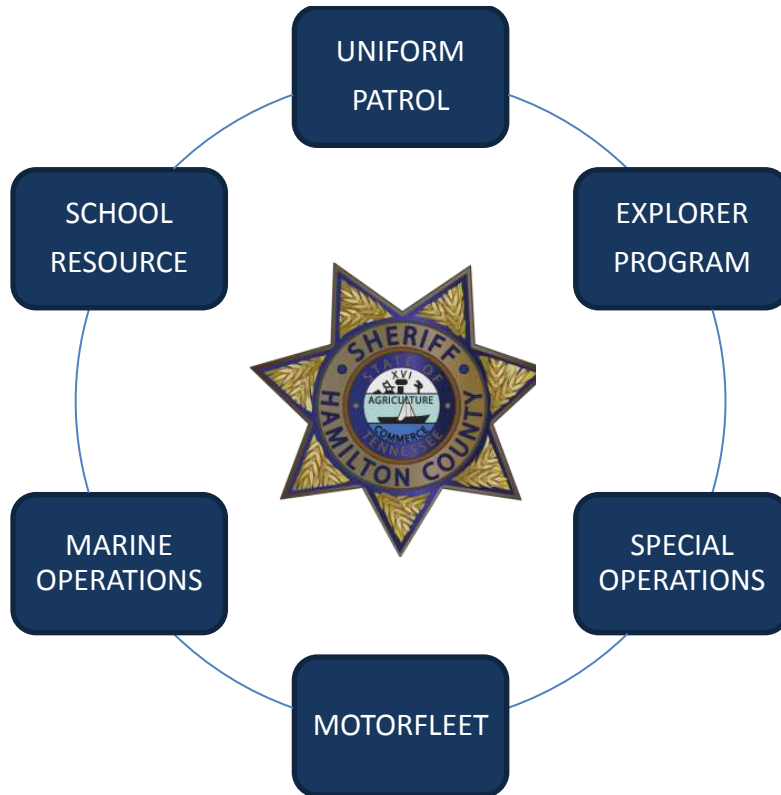 UNIFORM
PATROL
SCHOOL
RESOURCE
EXPLORER
PROGRAM
SHERIFF
STATE OF
XVI
AGRICULTURE
COMMERCE
TENNESSEE
HAMILTON COUNTY
MARINE
OPERATIONS
SPECIAL
OPERATIONS
MOTORFLEET